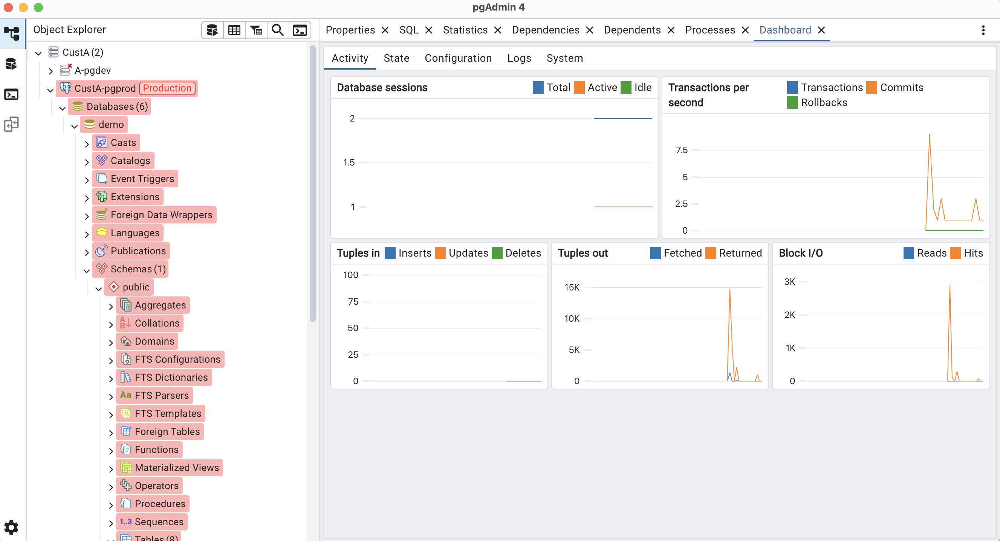 pgAdmin 4
Object Explorer
CustA (2)
A-pgdev
CustA-pgprod Production
Databases (6)
demo
Casts
Catalogs
Event Triggers
Extensions
Foreign Data Wrappers
Languages
Publications
Schemas (1)
public
Aggregates
Collations
Domains
FTS Configurations
FTS Dictionaries
Aa FTS Parsers
FTS Templates
Foreign Tables
Functions
Materialized Views
Operators
Procedures
1..3 Sequences
Tables (8)
Properties SQL Statistics Dependencies Dependents Processes Dashboard
Activity State Configuration Logs System
Database sessions Total Active Idle
2
1.5
1
Transactions per second Transactions Commits Rollbacks
7.5
5
2.5
0
Tuples in Inserts Updates Deletes
100
75
50
25
0
Tuples out Fetched Returned
15K
10K
5K
0
Block I/O Reads Hits
3K
2K
1K
0